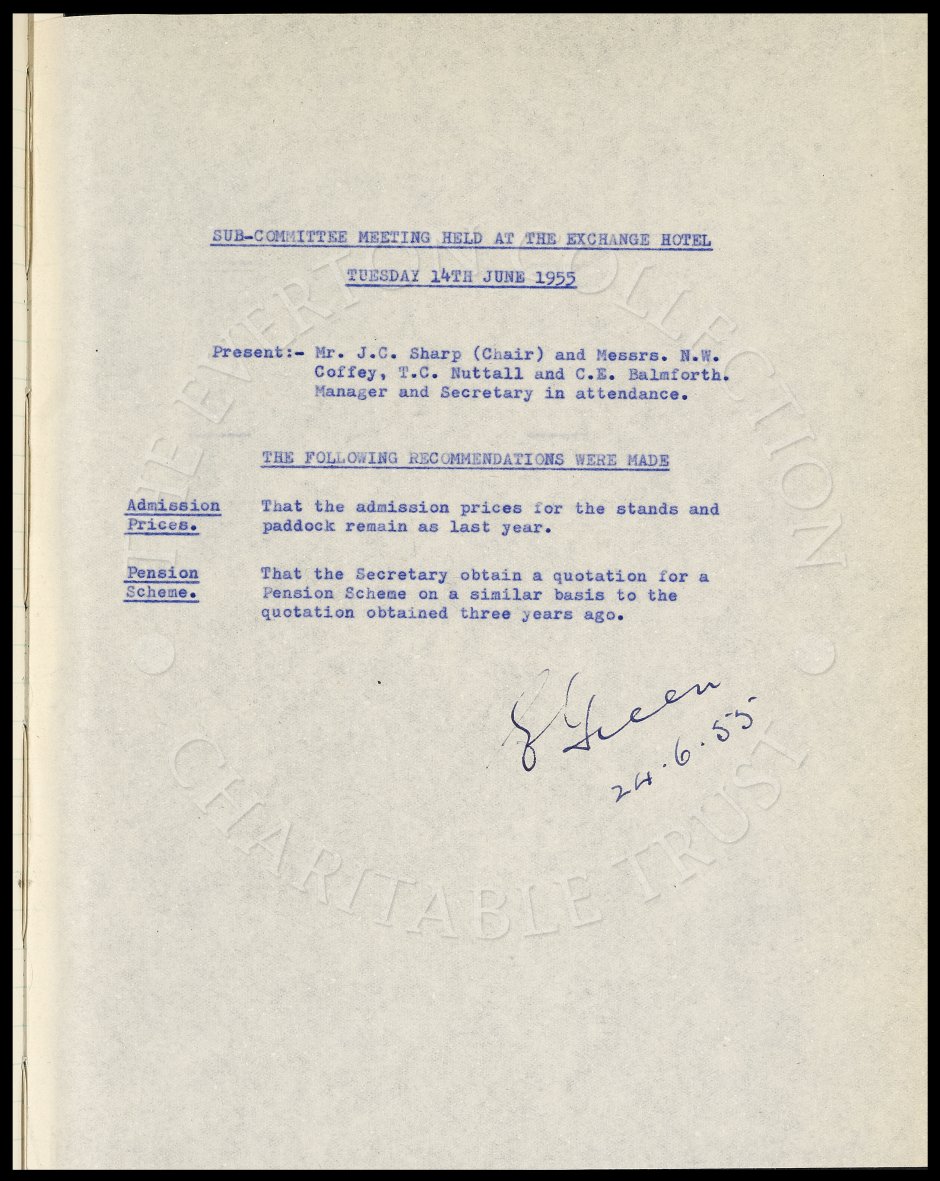 SUB-COMMITTEE MEETING HELD AT THE EXCHANGE HOTEL
TUESDAY 14TH JUNE 1955
Present:- Mr. J.C. Sharp (Chair) and Messrs. N.W.
Coffey, T.C. Nuttall and C.E. Balmforth.
Manager and Secretary in attendance.
THE FOLLOWING RECOMMENDATIONS WERE MADE
Admission That the admission prices for the stands and
Prices. paddock remain as last year.
Pension That the Secretary obtain a quotation for a
Scheme. Pension Scheme on a similar basis to the
quotation obtained three years ago.
Green
24.6.55
THE EVERTON COLLECTION
CHARITABLE TRUST